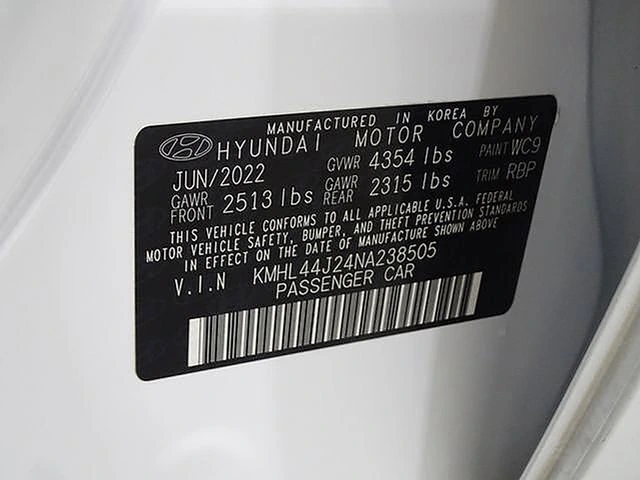 MANUFACTURED IN KOREA BY
HYUNDAI MOTOR COMPANY
JUN/2022 GVWR 4354 lbs PAINT WC9
GAWR FRONT 2513 lbs GAWR REAR 2315 lbs TRIM RBP
THIS VEHICLE CONFORMS TO ALL APPLICABLE U.S.A. FEDERAL
MOTOR VEHICLE SAFETY, BUMPER, AND THEFT PREVENTION STANDARDS
IN EFFECT ON THE DATE OF MANUFACTURE SHOWN ABOVE
V.I.N KMHL44J24NA238505
PASSENGER CAR